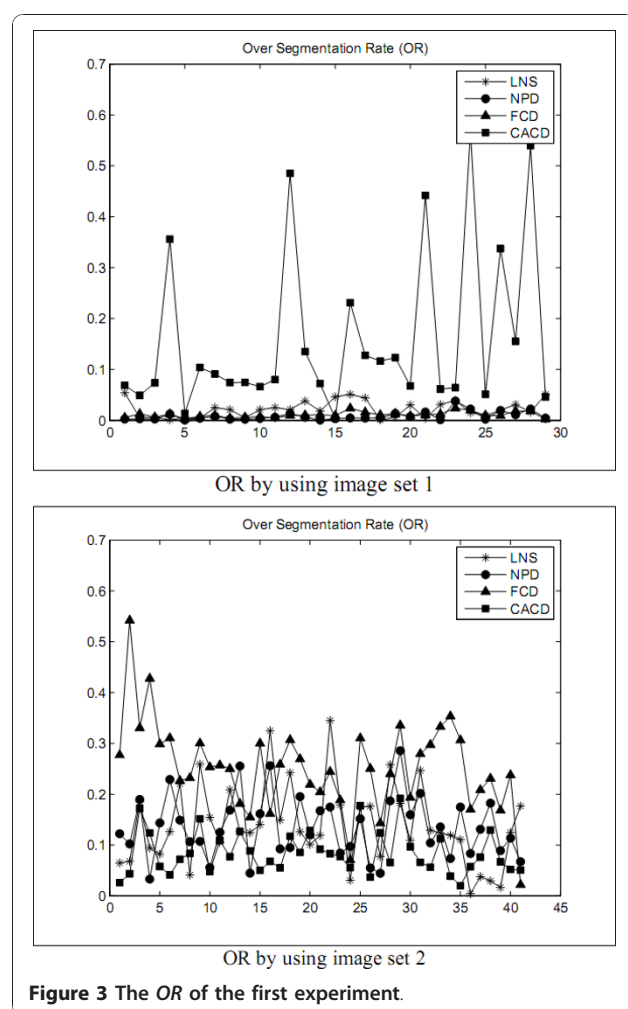 Over Segmentation Rate (OR)
0.7
0.6
0.5
0.4
0.3
0.2
0.1
0
LNS
NPD
FCD
CACD
0 5 10 15 20 25 30
OR by using image set 1
Over Segmentation Rate (OR)
0.7
0.6
0.5
0.4
0.3
0.2
0.1
0
LNS
NPD
FCD
CACD
0 5 10 15 20 25 30 35 40 45
OR by using image set 2
Figure 3 The OR of the first experiment.